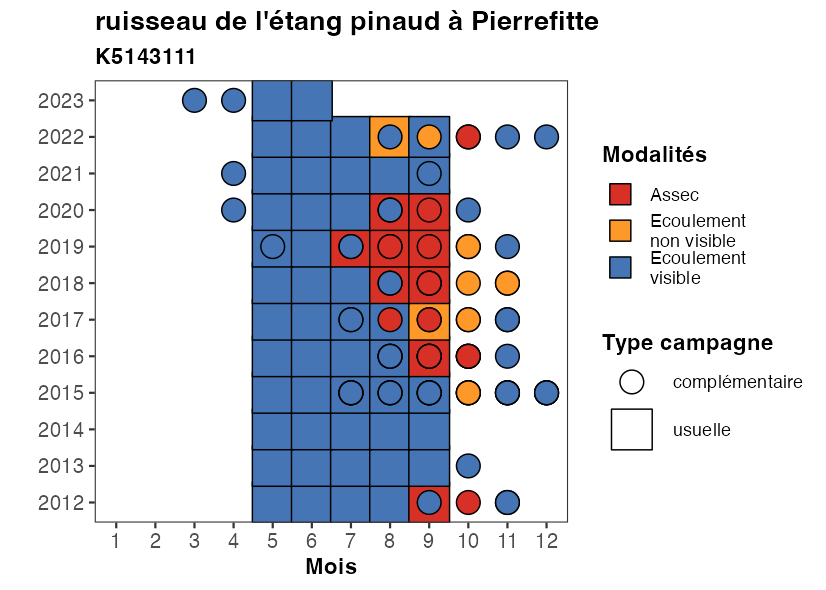 ruisseau de l'étang pinaud à Pierrefitte
K5143111
2023
2022
2021
2020
2019
2018
2017
2016
2015
2014
2013
2012
1 2 3 4 5 6 7 8 9 10 11 12
Mois
Modalités
Assec
Ecoulement
non visible
Ecoulement
visible
Type campagne
complémentaire
usuelle